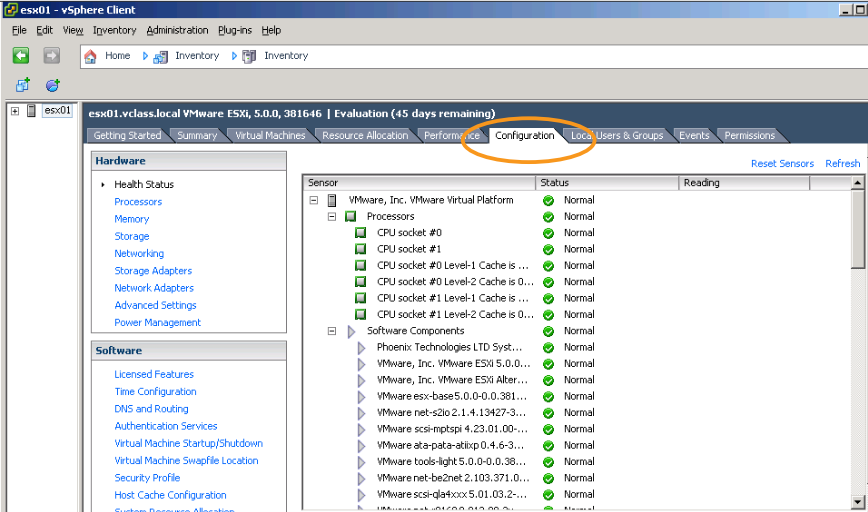 esx01 - vSphere Client
File Edit View Inventory Administration Plug-ins Help
Home Inventory Inventory
esx01
esx01.vclass.local VMware ESXi, 5.0.0, 381646 | Evaluation (45 days remaining)
Getting Started Summary Virtual Machines Resource Allocation Performance Configuration Local Users & Groups Events Permissions
Hardware
Health Status
Processors
Memory
Storage
Networking
Storage Adapters
Network Adapters
Advanced Settings
Power Management
Software
Licensed Features
Time Configuration
DNS and Routing
Authentication Services
Virtual Machine Startup/Shutdown
Virtual Machine Swapfile Location
Security Profile
Host Cache Configuration
System Resource Allocation
Reset Sensors Refresh
Sensor Status Reading
VMware, Inc. VMware Virtual Platform Normal
Processors Normal
CPU socket #0 Normal
CPU socket #1 Normal
CPU socket #0 Level-1 Cache is ... Normal
CPU socket #0 Level-2 Cache is 0... Normal
CPU socket #1 Level-1 Cache is ... Normal
CPU socket #1 Level-2 Cache is 0... Normal
Software Components Normal
Phoenix Technologies LTD Syst... Normal
VMware, Inc. VMware ESXi 5.0.0... Normal
VMware, Inc. VMware ESXi Alter... Normal
VMware esx-base 5.0.0-0.0.381... Normal
VMware net-s2io 2.1.4.13427-3... Normal
VMware scsi-mptspi 4.23.01.00-... Normal
VMware ata-pata-atiixp 0.4.6-3... Normal
VMware tools-light 5.0.0-0.0.38... Normal
VMware net-be2net 2.103.371.0... Normal
VMware scsi-qla4xxx 5.01.03.2-... Normal